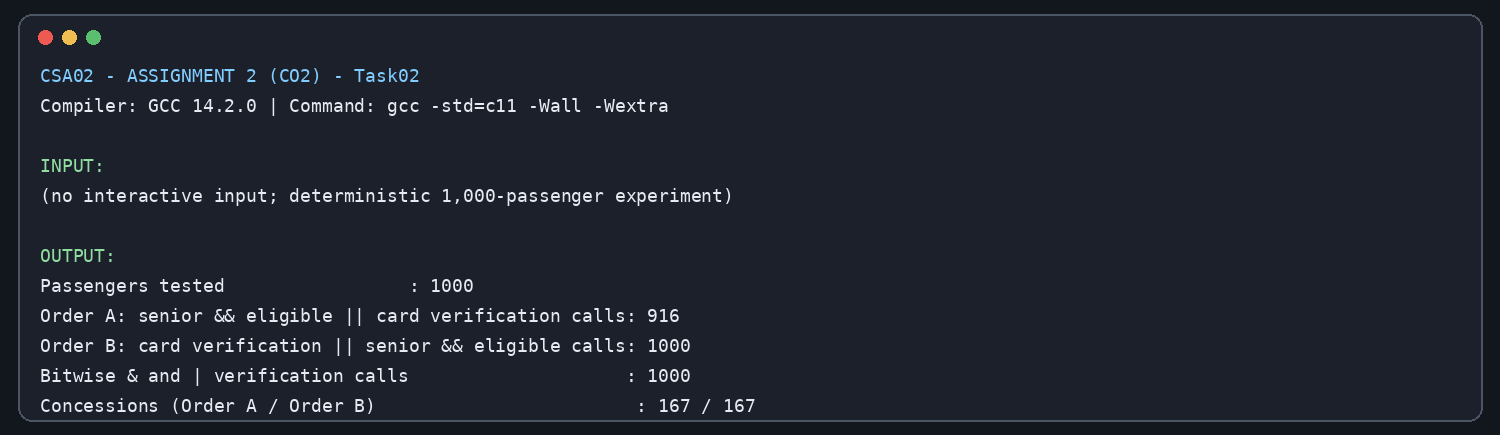 CSA02 - ASSIGNMENT 2 (CO2) - Task02
Compiler: GCC 14.2.0 | Command: gcc -std=c11 -Wall -Wextra
INPUT:
(no interactive input; deterministic 1,000-passenger experiment)
OUTPUT:
Passengers tested                 : 1000
Order A: senior && eligible || card verification calls: 916
Order B: card verification || senior && eligible calls: 1000
Bitwise & and | verification calls                    : 1000
Concessions (Order A / Order B)                        : 167 / 167